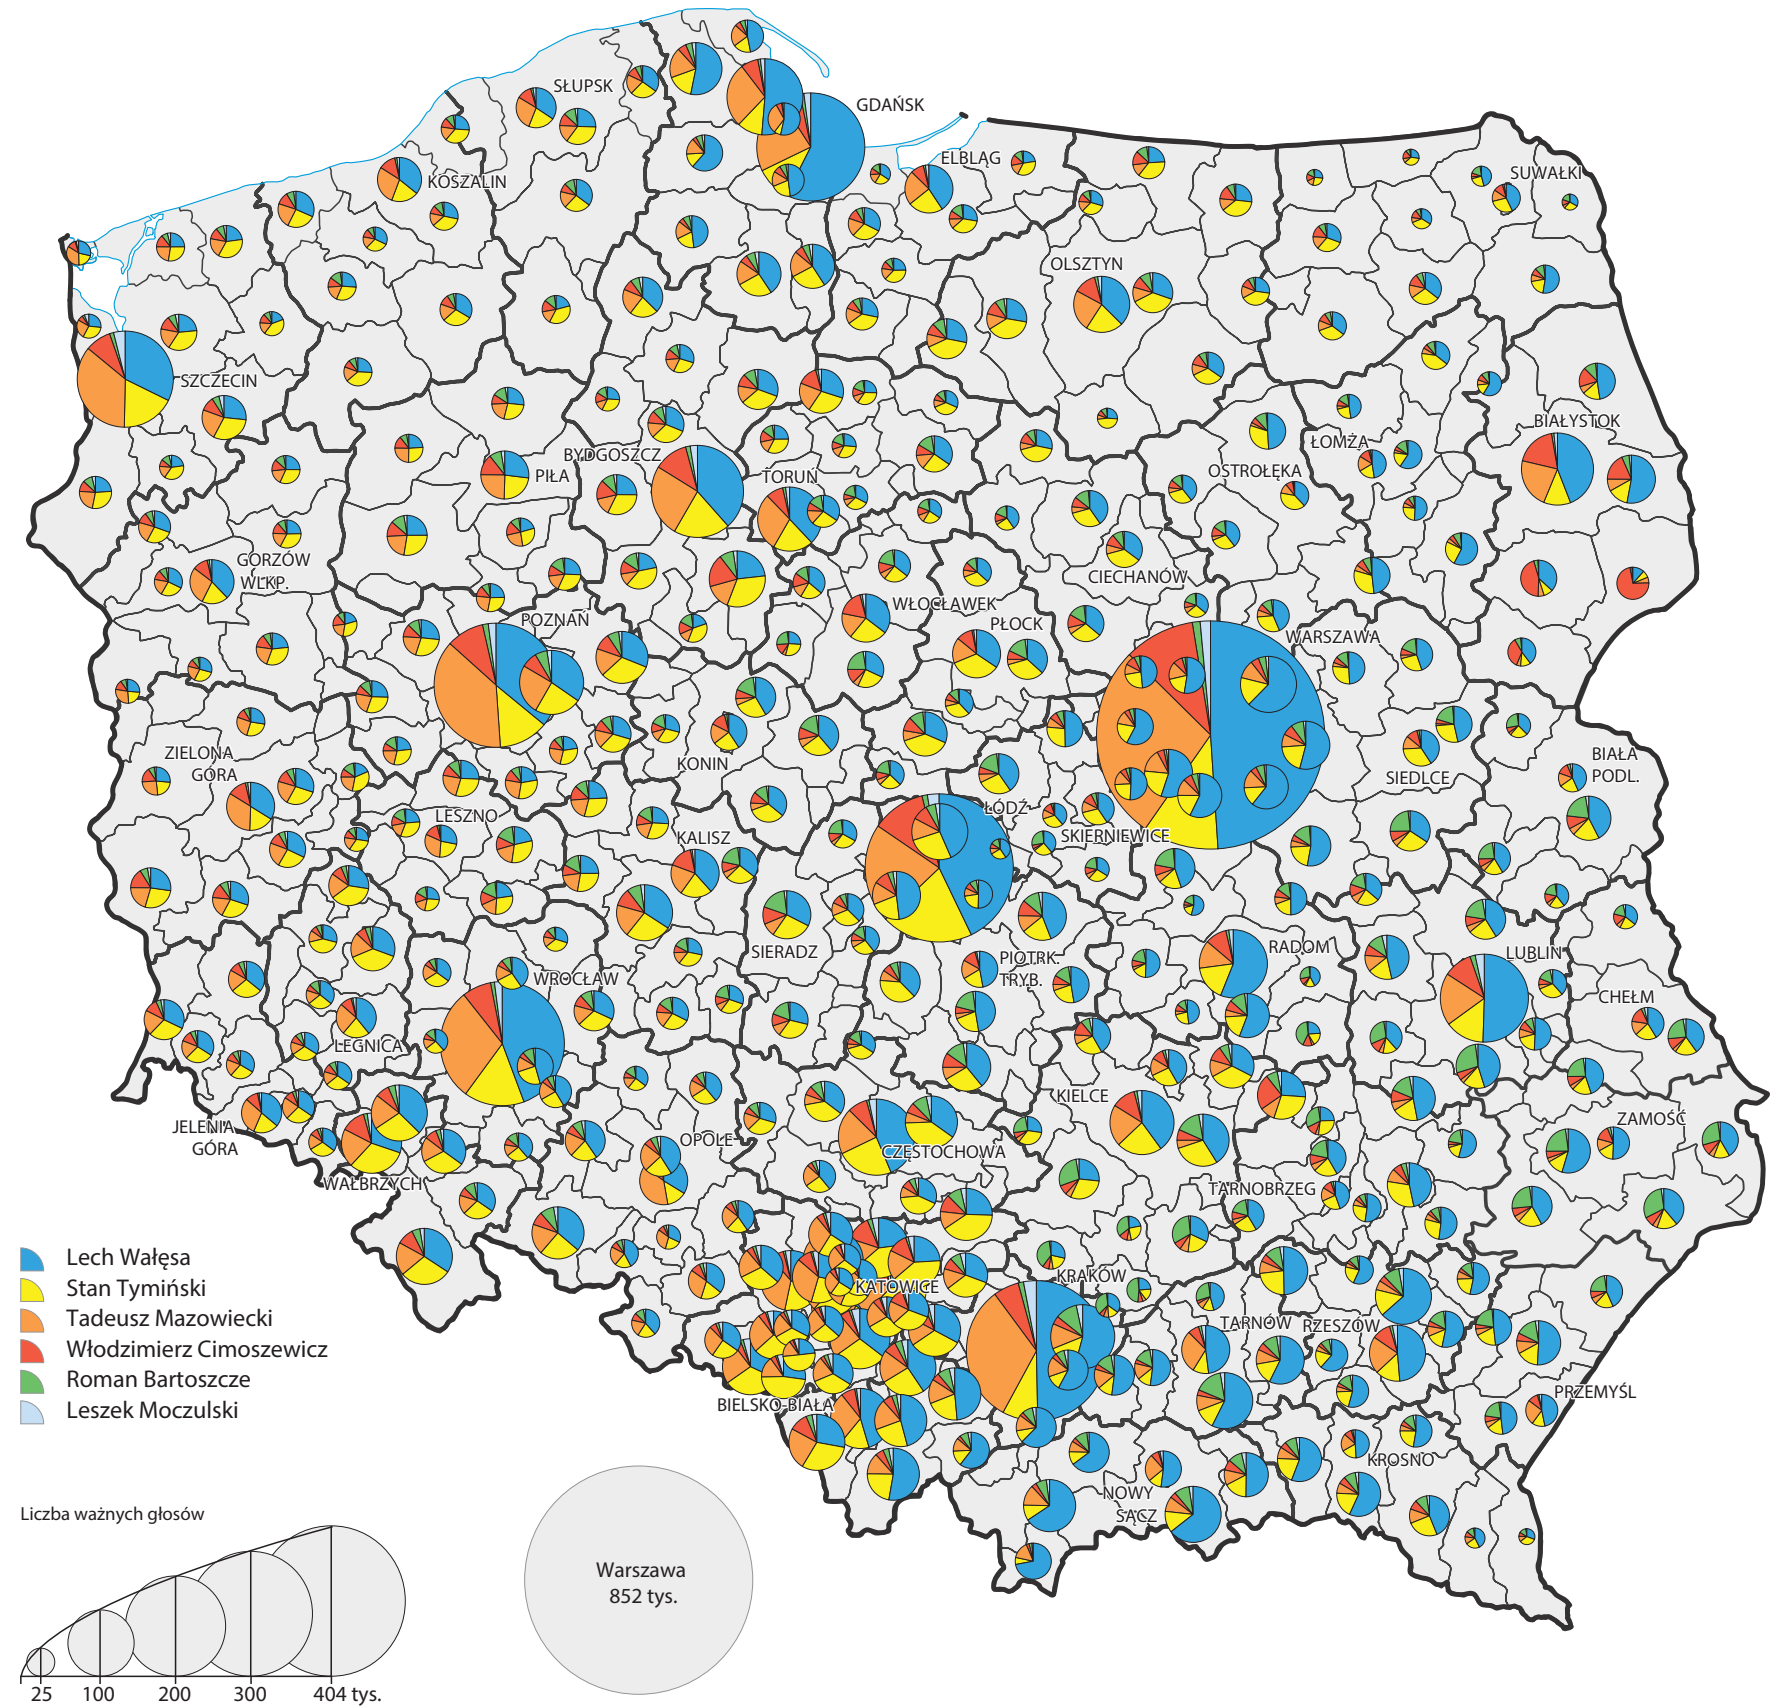 SŁUPSK
GDAŃSK
KOSZALIN
ELBLĄG
SUWAŁKI
OLSZTYN
SZCZECIN
BYDGOSZCZ
PIŁA
TORUŃ
ŁOMŻA
BIAŁYSTOK
OSTROŁĘKA
GORZÓW
WLKP.
CIECHANÓW
WŁOCŁAWEK
POZNAŃ
PŁOCK
WARSZAWA
ZIELONA
GÓRA
KONIN
SIEDLCE
BIAŁA
PODL.
LESZNO
KALISZ
ŁÓDŹ
SKIERNIEWICE
SIERADZ
PIOTRK.
TRYB.
RADOM
LUBLIN
WROCŁAW
CHEŁM
LEGNICA
KIELCE
JELENIA
GÓRA
OPOLE
CZĘSTOCHOWA
ZAMOŚĆ
WAŁBRZYCH
TARNOBRZEG
KATOWICE
KRAKÓW
TARNÓW
RZESZÓW
BIELSKO-BIAŁA
PRZEMYŚL
KROSNO
NOWY
SĄCZ
Lech Wałęsa
Stan Tymiński
Tadeusz Mazowiecki
Włodzimierz Cimoszewicz
Roman Bartoszcze
Leszek Moczulski
Liczba ważnych głosów
25 100 200 300 404 tys.
Warszawa
852 tys.